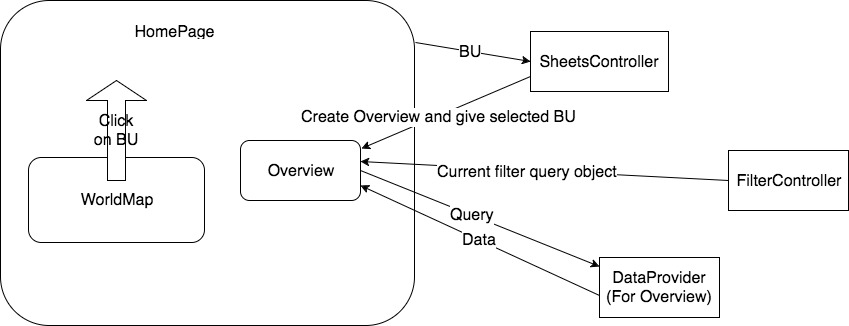 HomePage
BU
SheetsController
Create Overview and give selected BU
Click
on BU
Overview
Current filter query object
FilterController
WorldMap
Query
Data
DataProvider
(For Overview)